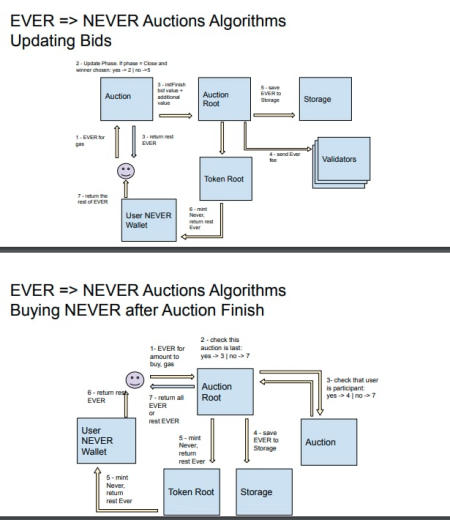 EVER => NEVER Auctions Algorithms
Updating Bids
2 - Update Phase. If phase = Close and
winner chosen: yes -> 2 | no ->5
Auction
3 - initFinish
bid value +
additional
value
Auction
Root
5 - save
EVER to
Storage
Storage
1 - EVER for
gas
3 - return rest
EVER
4 - send Ever
fee
Validators
Token Root
7 - return the
rest of EVER
User NEVER
Wallet
6 - mint
Never,
return rest
Ever
EVER => NEVER Auctions Algorithms
Buying NEVER after Auction Finish
1- EVER for
amount to
buy, gas
2 - check this
auction is last:
yes -> 3 | no -> 7
6 - return rest
EVER
7 - return all
EVER
or
rest EVER
Auction
Root
3- check that user
is participant:
yes -> 4 | no -> 7
User
NEVER
Wallet
5 - mint
Never,
return
rest Ever
4 - save
EVER to
Storage
Auction
5 - mint
Never,
return
rest Ever
Token Root
Storage